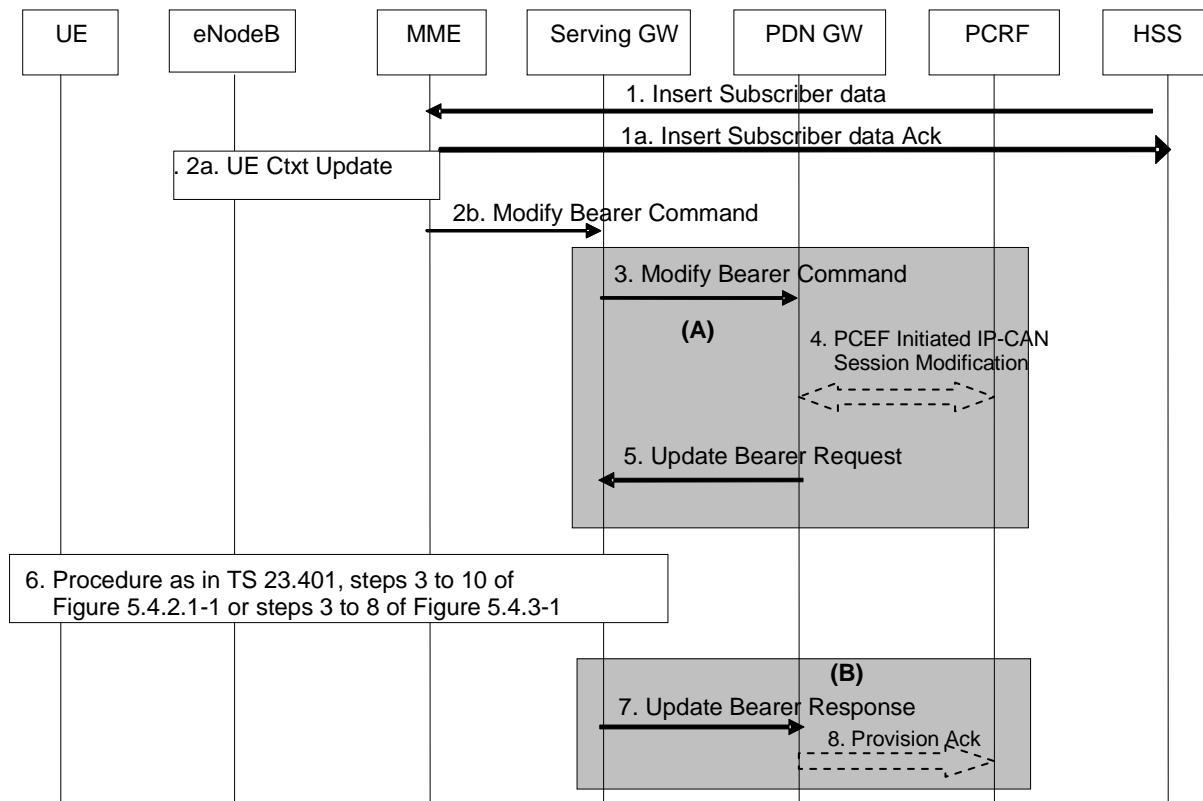 UE
eNodeB
MME
Serving GW
PDN GW
PCRF
HSS
1. Insert Subscriber data
1a. Insert Subscriber data Ack
. 2a. UE Ctxt Update
2b. Modify Bearer Command
3. Modify Bearer Command
(A)
4. PCEF Initiated IP-CAN
Session Modification
5. Update Bearer Request
6. Procedure as in TS 23.401, steps 3 to 10 of
Figure 5.4.2.1-1 or steps 3 to 8 of Figure 5.4.3-1
(B)
7. Update Bearer Response
8. Provision Ack